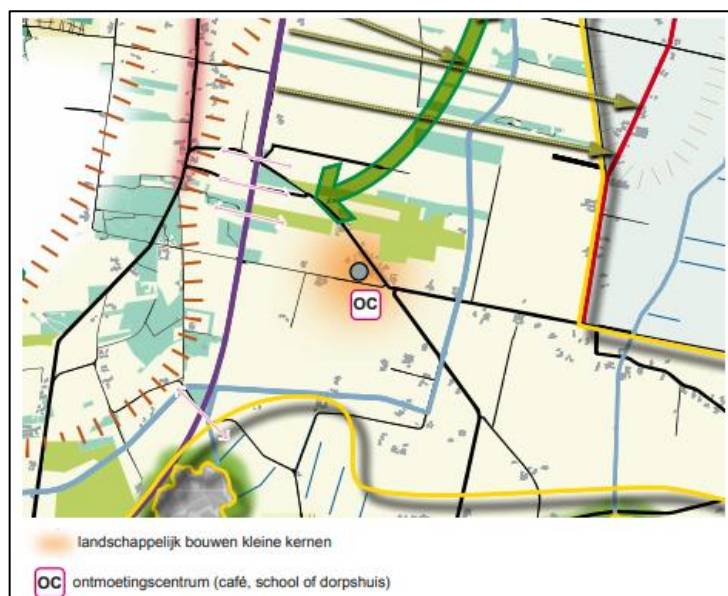 OC
landschappelijk bouwen kleine kernen
OC ontmoetingscentrum (café, school of dorpshuis)